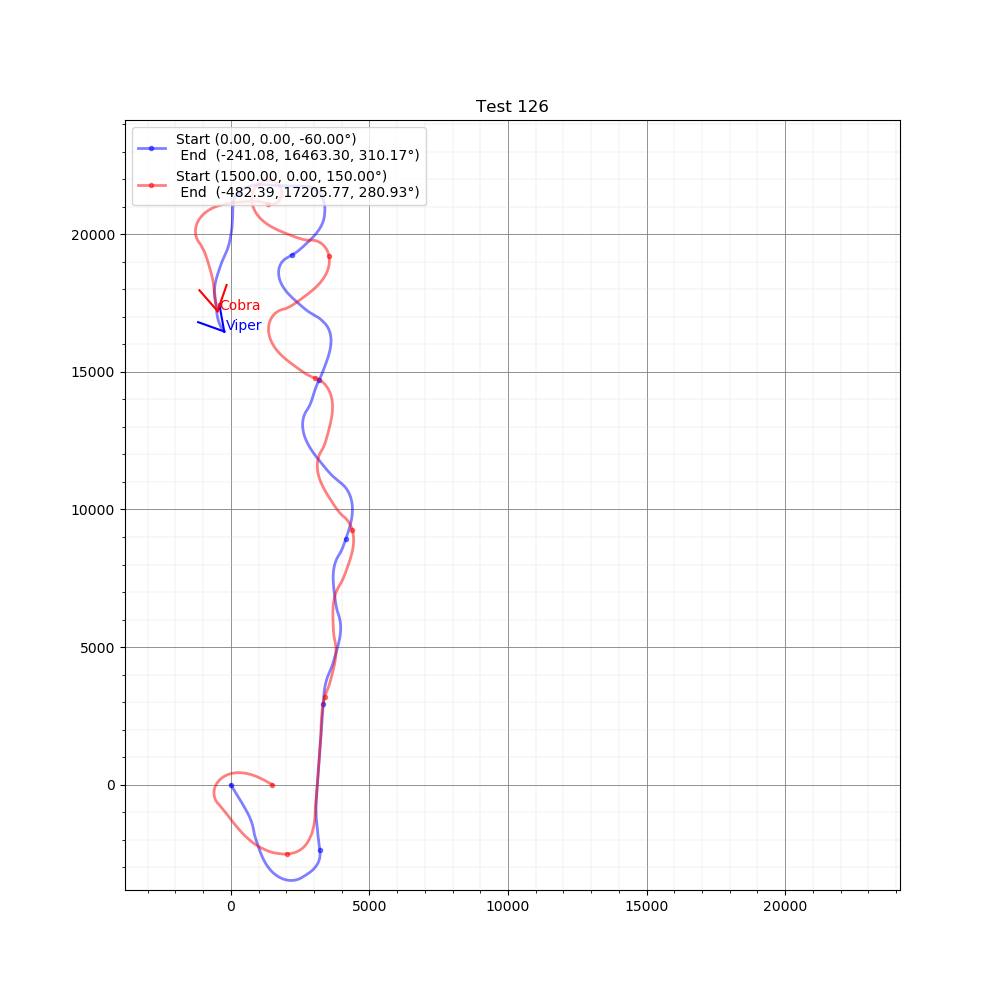 Test 126
Start (0.00, 0.00, -60.00°)
End (-241.08, 16463.30, 310.17°)
Start (1500.00, 0.00, 150.00°)
End (-482.39, 17205.77, 280.93°)
20000
Cobra
Viper
15000
10000
5000
0
0 5000 10000 15000 20000